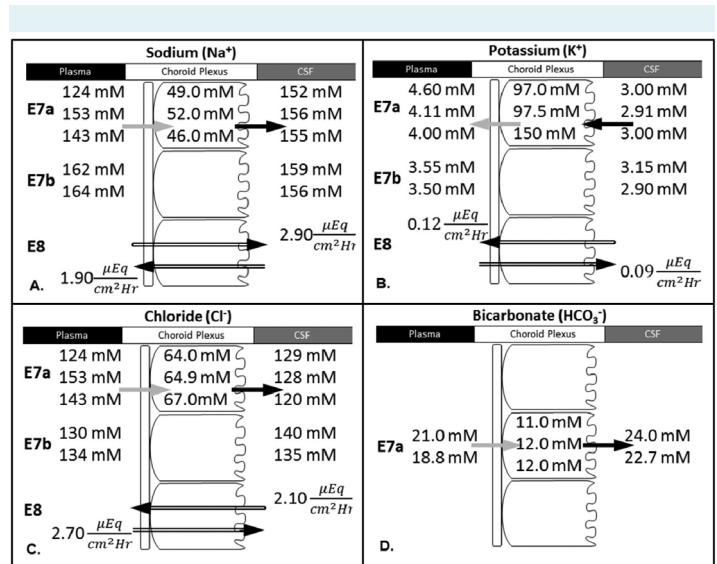 Sodium (Na⁺)
Plasma Choroid Plexus CSF
124 mM 49.0 mM 152 mM
E7a 153 mM 52.0 mM 156 mM
143 mM 46.0 mM 155 mM
E7b 162 mM 159 mM
164 mM 156 mM
E8 2.90 μEq/cm²Hr
1.90 μEq/cm²Hr
A.
Potassium (K⁺)
Plasma Choroid Plexus CSF
4.60 mM 97.0 mM 3.00 mM
E7a 4.11 mM 97.5 mM 2.91 mM
4.00 mM 150 mM 3.00 mM
E7b 3.55 mM 3.15 mM
3.50 mM 2.90 mM
0.12 μEq/cm²Hr
E8
0.09 μEq/cm²Hr
B.
Chloride (Cl⁻)
Plasma Choroid Plexus CSF
124 mM 64.0 mM 129 mM
E7a 153 mM 64.9 mM 128 mM
143 mM 67.0mM 120 mM
E7b 130 mM 140 mM
134 mM 135 mM
E8 2.10 μEq/cm²Hr
2.70 μEq/cm²Hr
C.
Bicarbonate (HCO₃⁻)
Plasma Choroid Plexus CSF
11.0 mM
E7a 21.0 mM 12.0 mM 24.0 mM
18.8 mM 12.0 mM 22.7 mM
D.